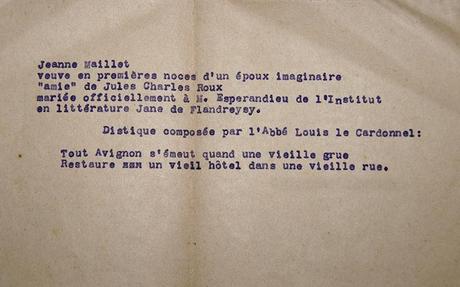 Jeanne Maillet
veuve en premières noces d'un époux imaginaire
"amie" de Jules Charles Roux
mariée officiellement à M. Esperandieu de l'Institut
en littérature Jane de Flandreysy.
Distique composée par l'Abbé Louis le Cardonnel:
Tout Avignon s'émeut quand une vieille grue
Restaure un vieil hôtel dans une vieille rue.